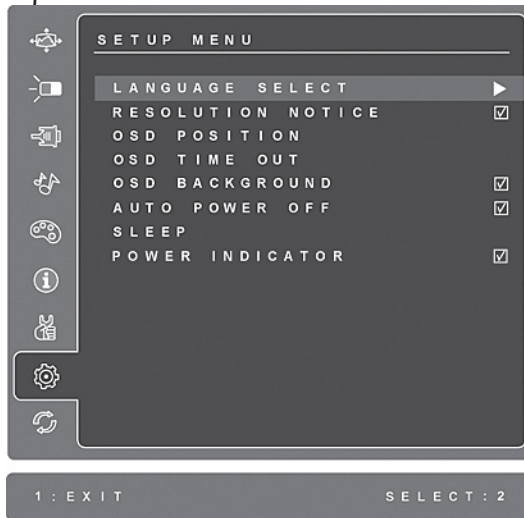 SETUP MENU
LANGUAGE SELECT
RESOLUTION NOTICE
OSD POSITION
OSD TIME OUT
OSD BACKGROUND
AUTO POWER OFF
SLEEP
POWER INDICATOR
1:EXIT SELECT:2